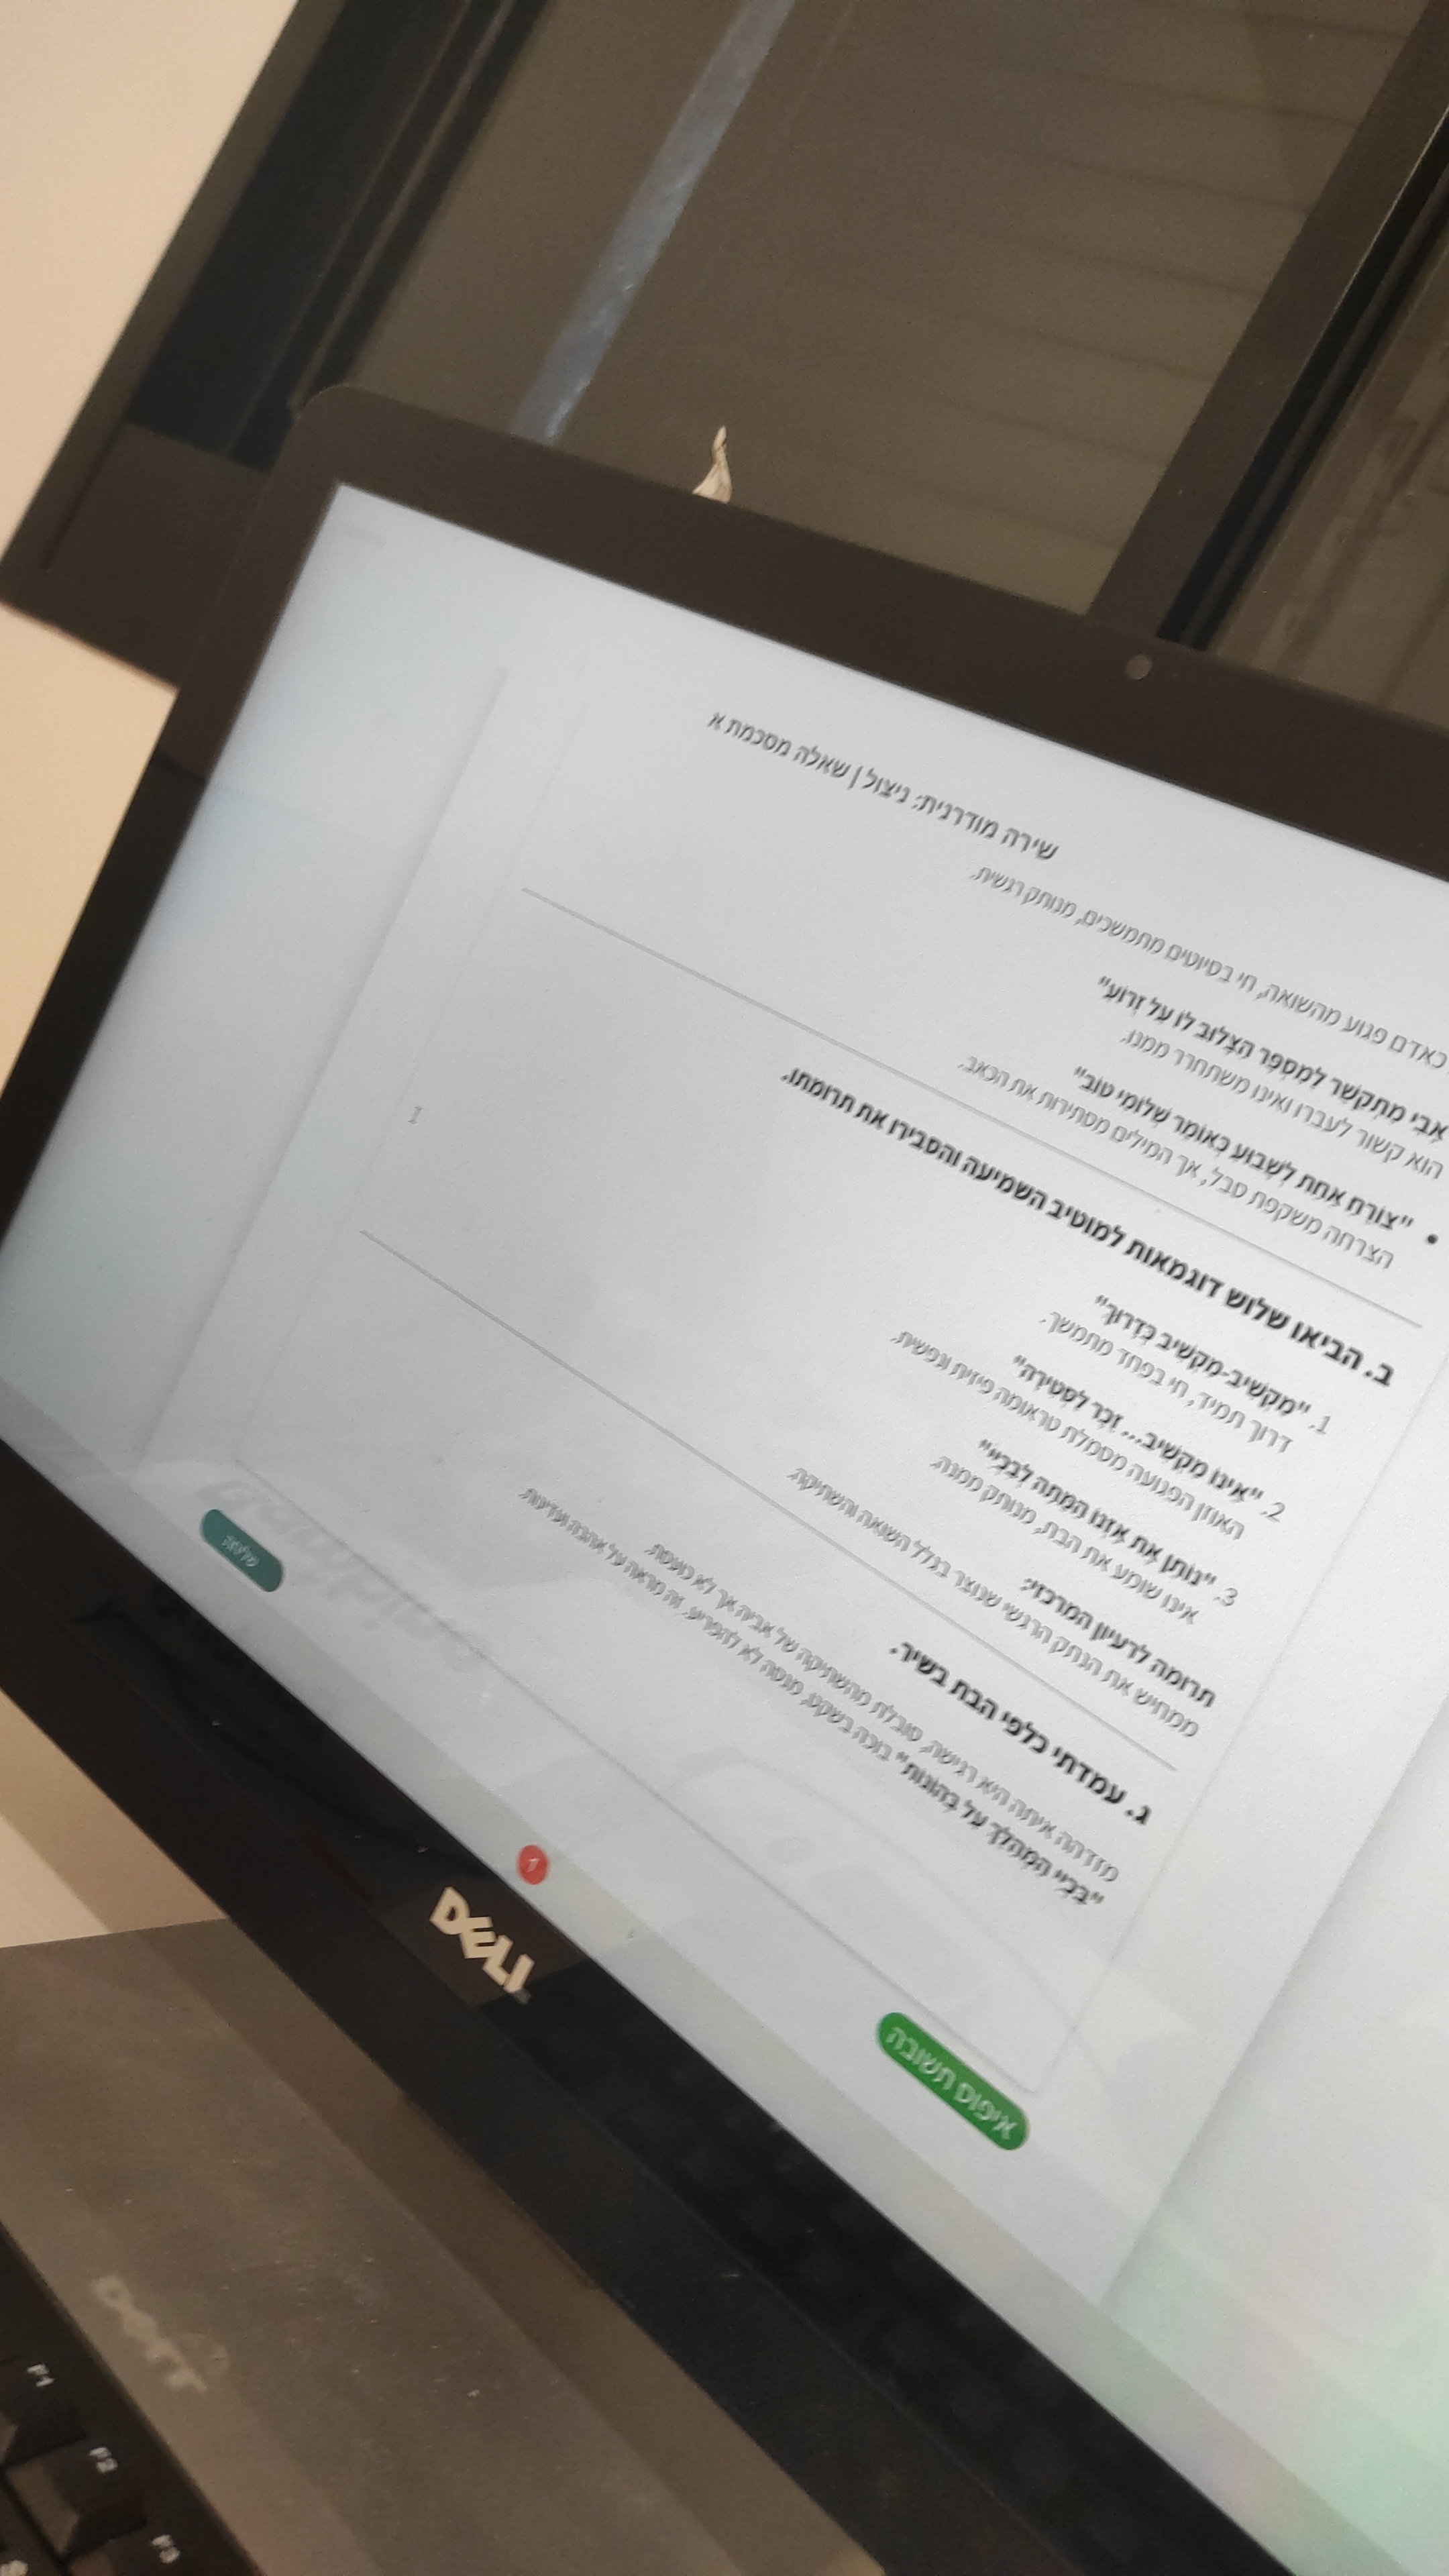 שירה מודרנית: ניצול | שאלה מסכמת א
כאדם פגוע מהשואה, חי בסיוטים מתמשכים, מנותק רגשית.
אָבִי מִתְקַשֵּׁר לַמִּסְפָּר הַצָּלוּב לוֹ עַל זְרוֹעַ"
הוא קשור לעברו ואינו משתחרר ממנו.
• "צוֹרֵחַ אַחַת לְשָׁבוּעַ כְּאוֹמֵר שְׁלוֹמִי טוֹב"
הצרחה משקפת סבל, אך המילים מסתירות את הכאב.
ב. הביאו שלוש דוגמאות למוטיב השמיעה והסבירו את תרומתו.
1. "מַקְשִׁיב-מַקְשִׁיב כְּדָרוּךְ"
דרוך תמיד, חי בפחד מתמשך.
2. "אֵינוֹ מַקְשִׁיב... זֵכֶר לִסְטִירָה"
האוזן הפגועה מסמלת טראומה פיזית ונפשית.
3. "נוֹתֵן אֶת אָזְנוֹ הַמֵּתָה לְבִכְיִי"
אינו שומע את הבת, מנותק ממנה.
תרומה לרעיון המרכזי:
ממחיש את הנתק הרגשי שנוצר בגלל השואה והשתיקה.
ג. עמדתי כלפי הבת בשיר.
מזדהה איתה היא רגישה, סובלת מהשתיקה של אביה אך לא כועסת.
"בִּכְיִי הַמְהַלֵּךְ עַל בְּהוֹנוֹת" בוכה בשקט, מנסה לא להפריע. זה מראה על אהבה ועדינות.
1
שליחה
איפוס תשובה
1
DELL
F1
F2
F3